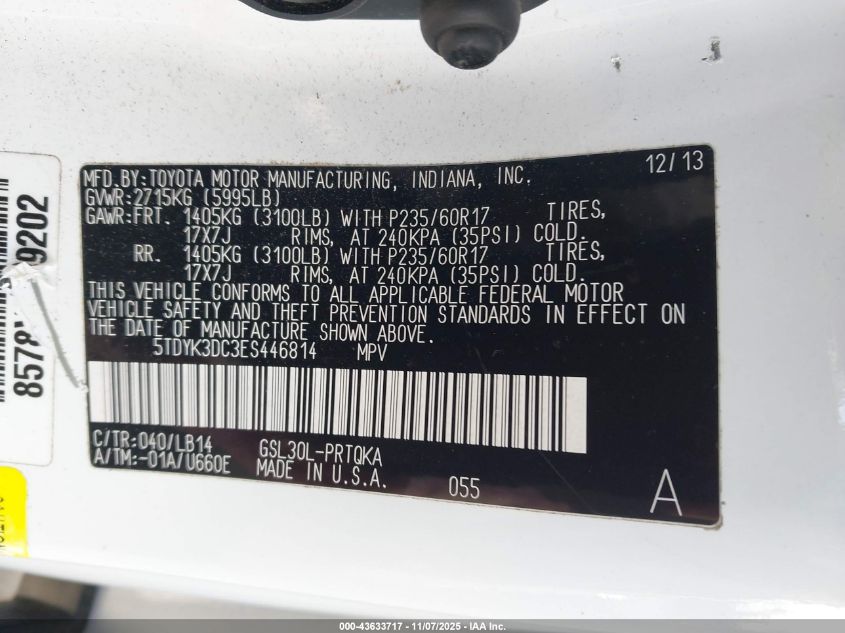 12/13
MFD.BY:TOYOTA MOTOR MANUFACTURING, INDIANA, INC.
GVWR:2715KG (5995LB)
GAWR:FRT. 1405KG (3100LB) WITH P235/60R17 TIRES,
17X7J RIMS, AT 240KPA (35PSI) COLD.
RR. 1405KG (3100LB) WITH P235/60R17 TIRES,
17X7J RIMS, AT 240KPA (35PSI) COLD.
THIS VEHICLE CONFORMS TO ALL APPLICABLE FEDERAL MOTOR
VEHICLE SAFETY AND THEFT PREVENTION STANDARDS IN EFFECT ON
THE DATE OF MANUFACTURE SHOWN ABOVE.
5TDYK3DC3ES446814 MPV
C/TR:040/LB14 GSL30L-PRTQKA
A/TM:-01A/U660E MADE IN U.S.A.
055
A
9202
8578
000-43633717 - 11/07/2025 - IAA Inc.